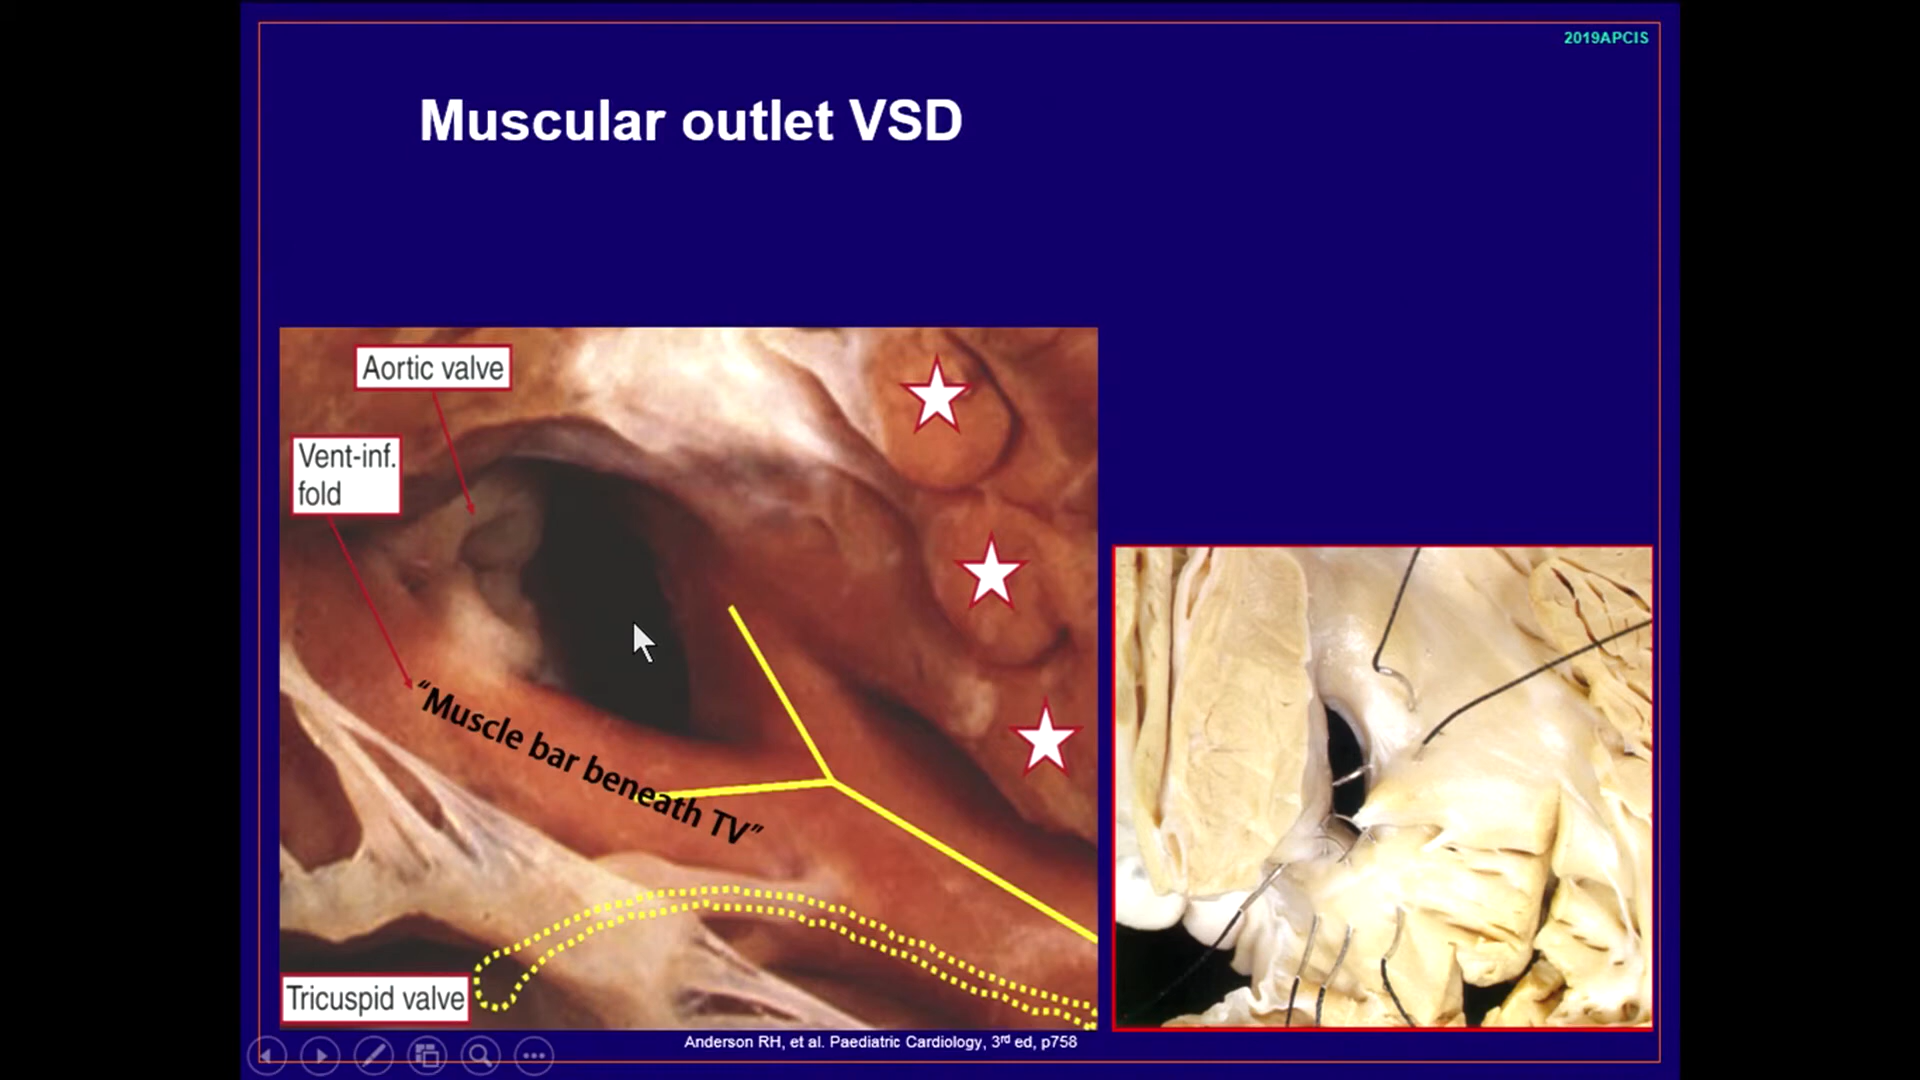 2019APCIS
Muscular outlet VSD
Aortic valve
Vent-inf.
fold
“Muscle bar beneath TV”
Tricuspid valve
Anderson RH, et al. Paediatric Cardiology, 3rd ed, p758